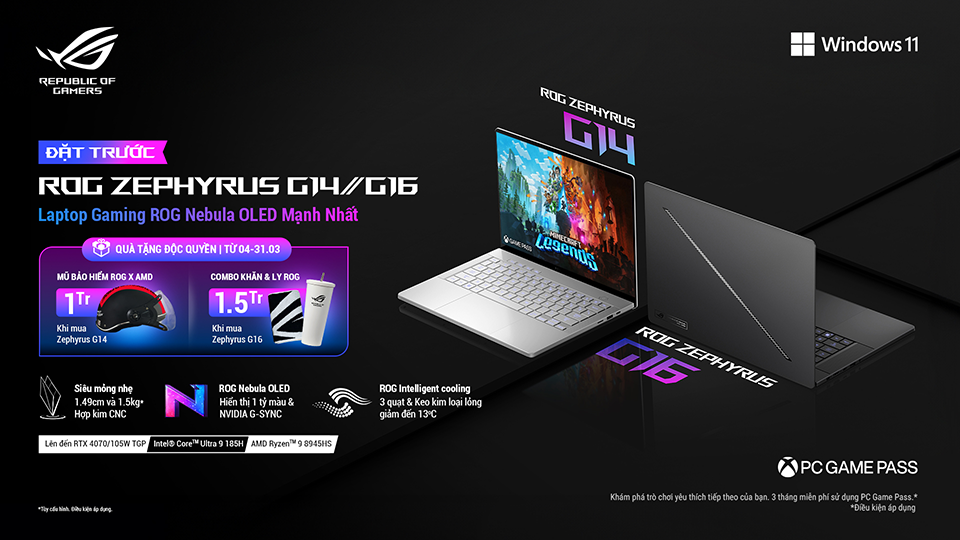 REPUBLIC OF
GAMERS
Windows 11
ĐẶT TRƯỚC
ROG ZEPHYRUS G14//G16
Laptop Gaming ROG Nebula OLED Mạnh Nhất
QUÀ TẶNG ĐỘC QUYỀN | TỪ 04-31.03
MŨ BẢO HIỂM ROG X AMD
1Tr
Khi mua
Zephyrus G14
COMBO KHĂN & LY ROG
1.5Tr
Khi mua
Zephyrus G16
Siêu mỏng nhẹ
1.49cm và 1.5kg*
Hợp kim CNC
ROG Nebula OLED
Hiển thị 1 tỷ màu &
NVIDIA G-SYNC
ROG Intelligent cooling
3 quạt & Keo kim loại lỏng
giảm đến 13ºC
Lên đến RTX 4070/105W TGP
Intel® Core™ Ultra 9 185H
AMD Ryzen™ 9 8945HS
*Tùy cấu hình. Điều kiện áp dụng.
ROG ZEPHYRUS
G14
GAME PASS
MINECRAFT
Legends
ROG ZEPHYRUS
G16
PC GAME PASS
Khám phá trò chơi yêu thích tiếp theo của bạn. 3 tháng miễn phí sử dụng PC Game Pass.*
*Điều kiện áp dụng